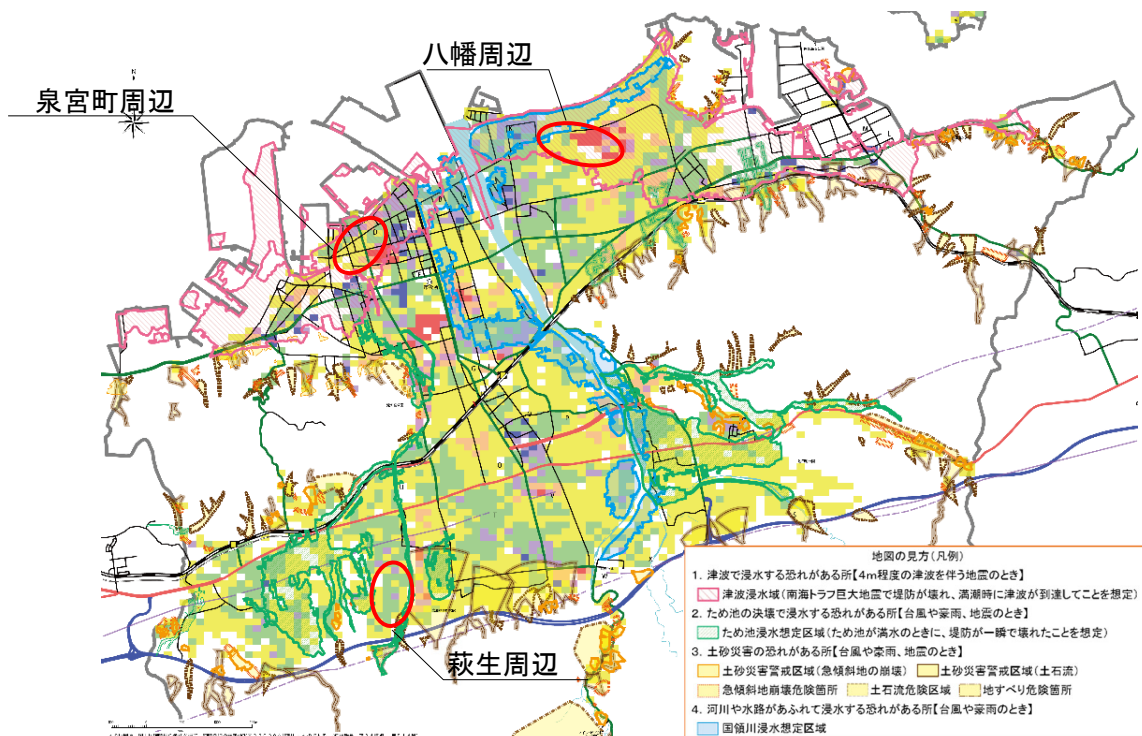 八幡周辺
泉宮町周辺
N
萩生周辺
地図の見方(凡例)
1. 津波で浸水する恐れがある所【4m程度の津波を伴う地震のとき】
津波浸水域(南海トラフ巨大地震で堤防が壊れ、満潮時に津波が到達してことを想定)
2. ため池の決壊で浸水する恐れがある所【台風や豪雨、地震のとき】
ため池浸水想定区域(ため池が満水のときに、堤防が一瞬で壊れたことを想定)
3. 土砂災害の恐れがある所【台風や豪雨、地震のとき】
土砂災害警戒区域(急傾斜地の崩壊) 土砂災害警戒区域(土石流)
急傾斜地崩壊危険箇所 土石流危険区域 地すべり危険箇所
4. 河川や水路があふれて浸水する恐れがある所【台風や豪雨のとき】
国領川浸水想定区域